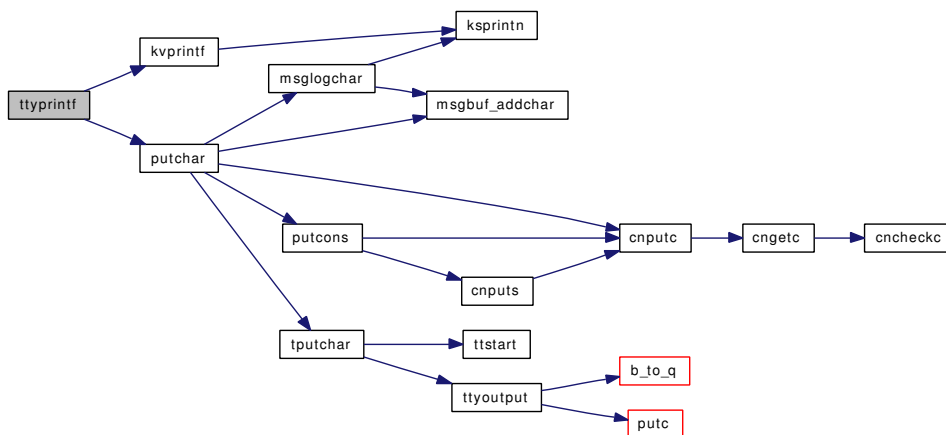 ksprintn
kvprintf
msglogchar
ttyprintf
msgbuf_addchar
putchar
putcons
cnputc
cngetc
cncheckc
cnputs
tputchar
ttstart
b_to_q
ttyoutput
putc